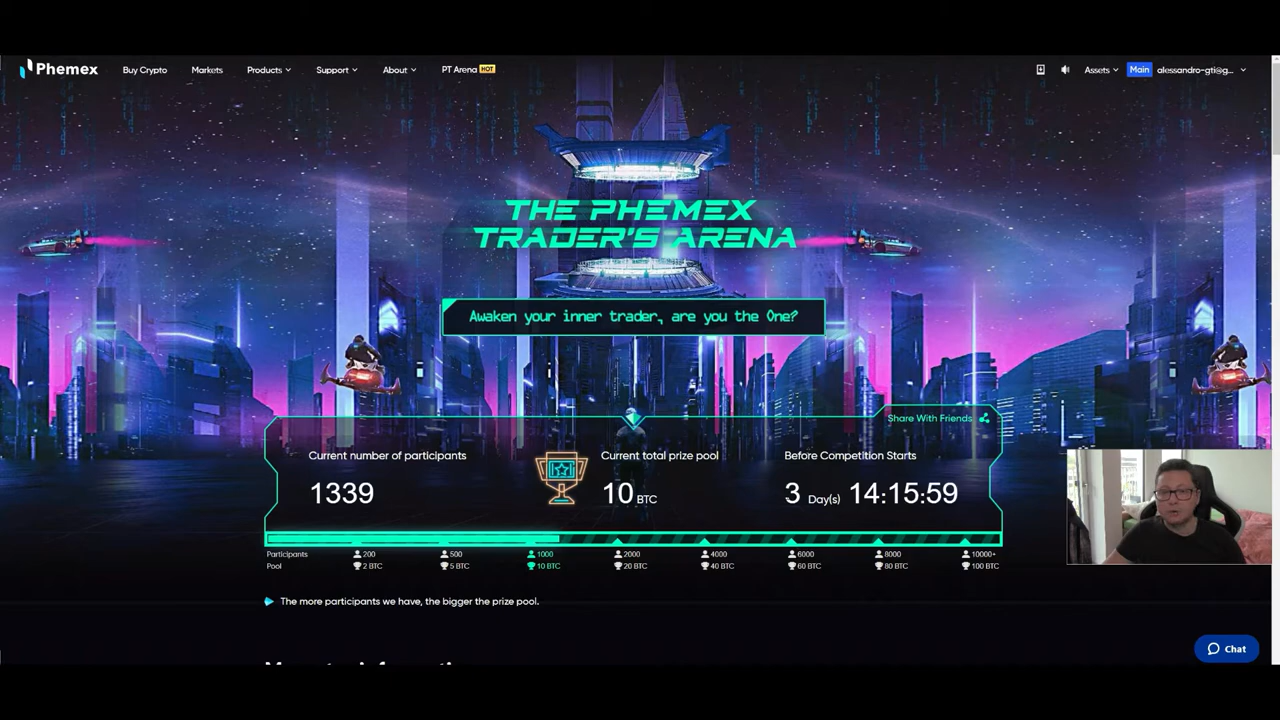 Phemex
Buy Crypto
Markets
Products
Support
About
PT Arena HOT
Assets
Main
alessandro-gti@g...
THE PHEMEX
TRADER'S ARENA
Awaken your inner trader, are you the One?
Share With Friends
Current number of participants
1339
Current total prize pool
10 BTC
Before Competition Starts
3 Day(s) 14:15:59
Participants 200 500 1000 2000 4000 6000 8000 10000+
Pool 2 BTC 5 BTC 10 BTC 20 BTC 40 BTC 60 BTC 80 BTC 100 BTC
The more participants we have, the bigger the prize pool.
Chat